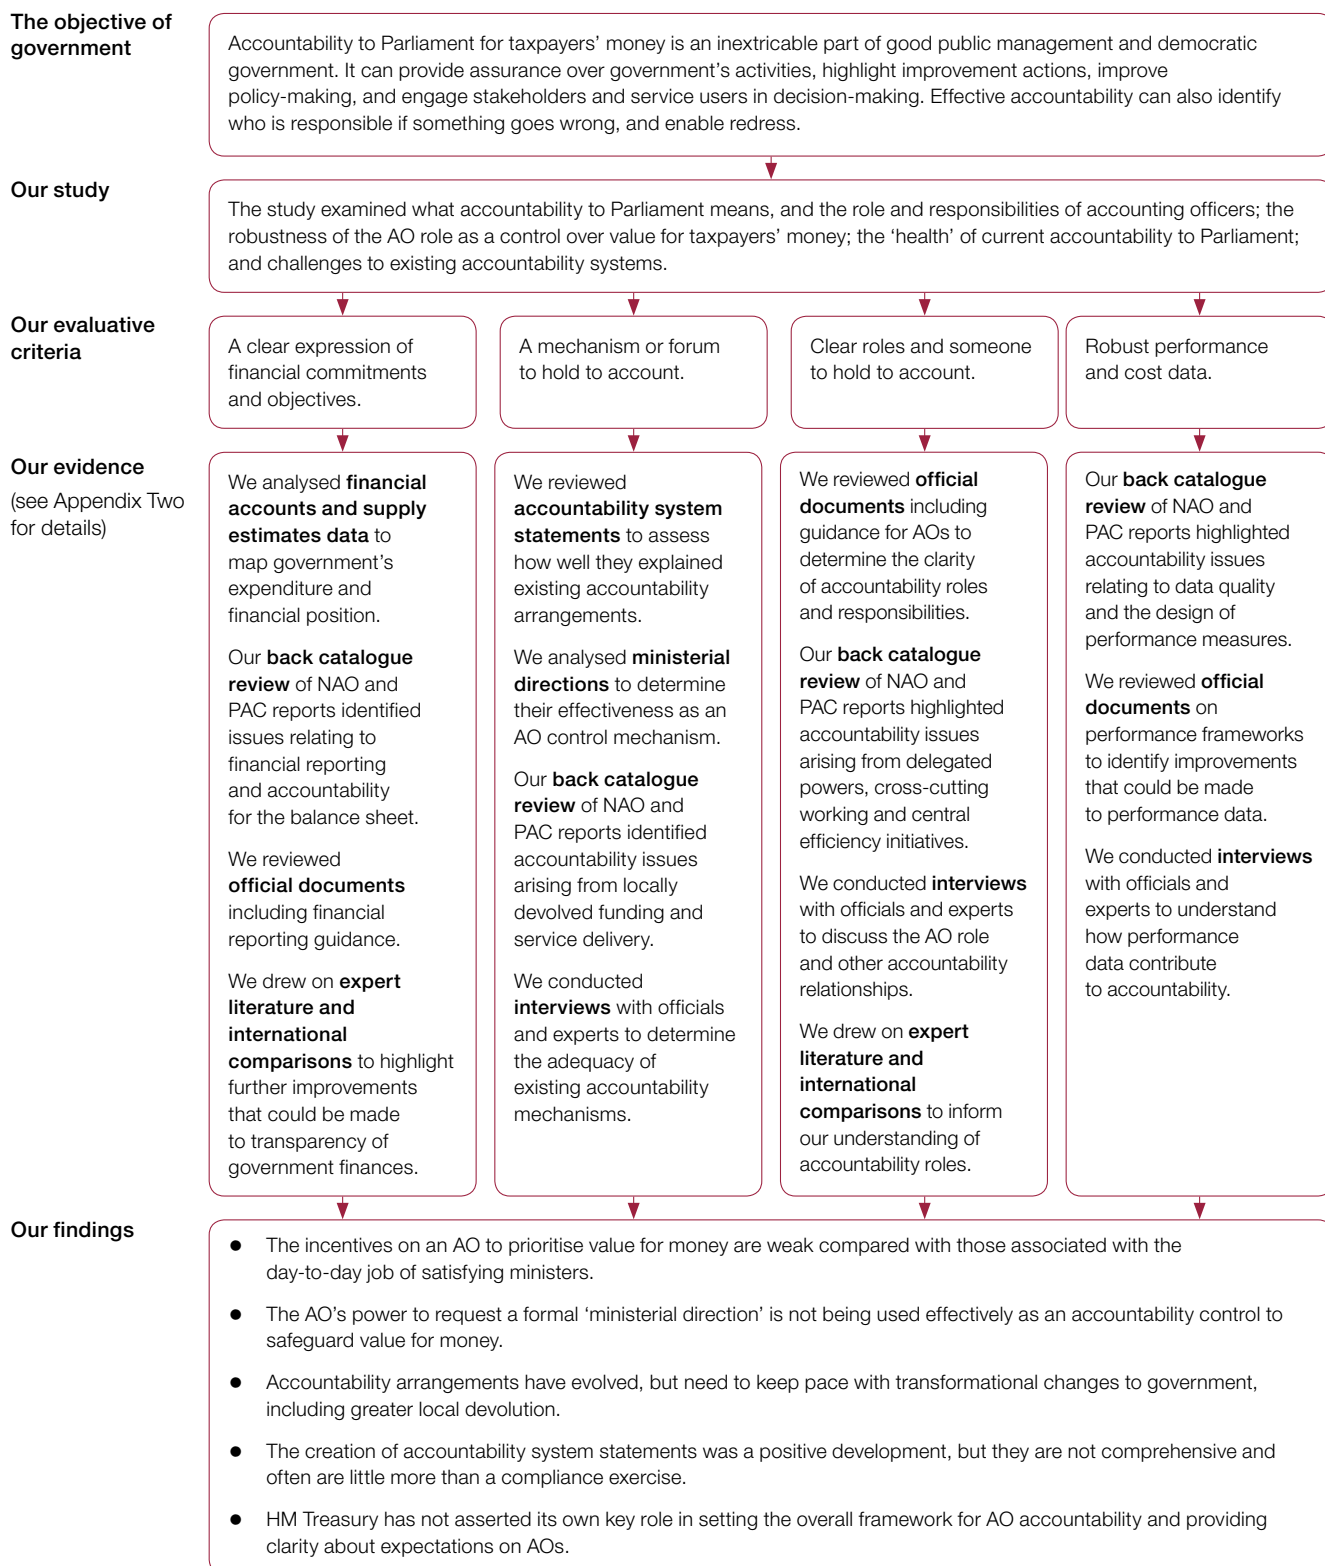 The objective of
government
Accountability to Parliament for taxpayers’ money is an inextricable part of good public management and democratic
government. It can provide assurance over government’s activities, highlight improvement actions, improve
policy-making, and engage stakeholders and service users in decision-making. Effective accountability can also identify
who is responsible if something goes wrong, and enable redress.
Our study
The study examined what accountability to Parliament means, and the role and responsibilities of accounting officers; the
robustness of the AO role as a control over value for taxpayers’ money; the ‘health’ of current accountability to Parliament;
and challenges to existing accountability systems.
Our evaluative
criteria
A clear expression of
financial commitments
and objectives.
A mechanism or forum
to hold to account.
Clear roles and someone
to hold to account.
Robust performance
and cost data.
Our evidence
(see Appendix Two
for details)
We analysed financial
accounts and supply
estimates data to
map government’s
expenditure and
financial position.
Our back catalogue
review of NAO and
PAC reports identified
issues relating to
financial reporting
and accountability
for the balance sheet.
We reviewed
official documents
including financial
reporting guidance.
We drew on expert
literature and
international
comparisons to highlight
further improvements
that could be made
to transparency of
government finances.
We reviewed
accountability system
statements to assess
how well they explained
existing accountability
arrangements.
We analysed ministerial
directions to determine
their effectiveness as an
AO control mechanism.
Our back catalogue
review of NAO and
PAC reports identified
accountability issues
arising from locally
devolved funding and
service delivery.
We conducted
interviews with officials
and experts to determine
the adequacy of
existing accountability
mechanisms.
We reviewed official
documents including
guidance for AOs to
determine the clarity
of accountability roles
and responsibilities.
Our back catalogue
review of NAO and
PAC reports highlighted
accountability issues
arising from delegated
powers, cross-cutting
working and central
efficiency initiatives.
We conducted interviews
with officials and experts
to discuss the AO role
and other accountability
relationships.
We drew on expert
literature and
international
comparisons to inform
our understanding of
accountability roles.
Our back catalogue
review of NAO and
PAC reports highlighted
accountability issues
relating to data quality
and the design of
performance measures.
We reviewed official
documents on
performance frameworks
to identify improvements
that could be made
to performance data.
We conducted interviews
with officials and
experts to understand
how performance
data contribute
to accountability.
Our findings
● The incentives on an AO to prioritise value for money are weak compared with those associated with the
day-to-day job of satisfying ministers.
● The AO’s power to request a formal ‘ministerial direction’ is not being used effectively as an accountability control to
safeguard value for money.
● Accountability arrangements have evolved, but need to keep pace with transformational changes to government,
including greater local devolution.
● The creation of accountability system statements was a positive development, but they are not comprehensive and
often are little more than a compliance exercise.
● HM Treasury has not asserted its own key role in setting the overall framework for AO accountability and providing
clarity about expectations on AOs.